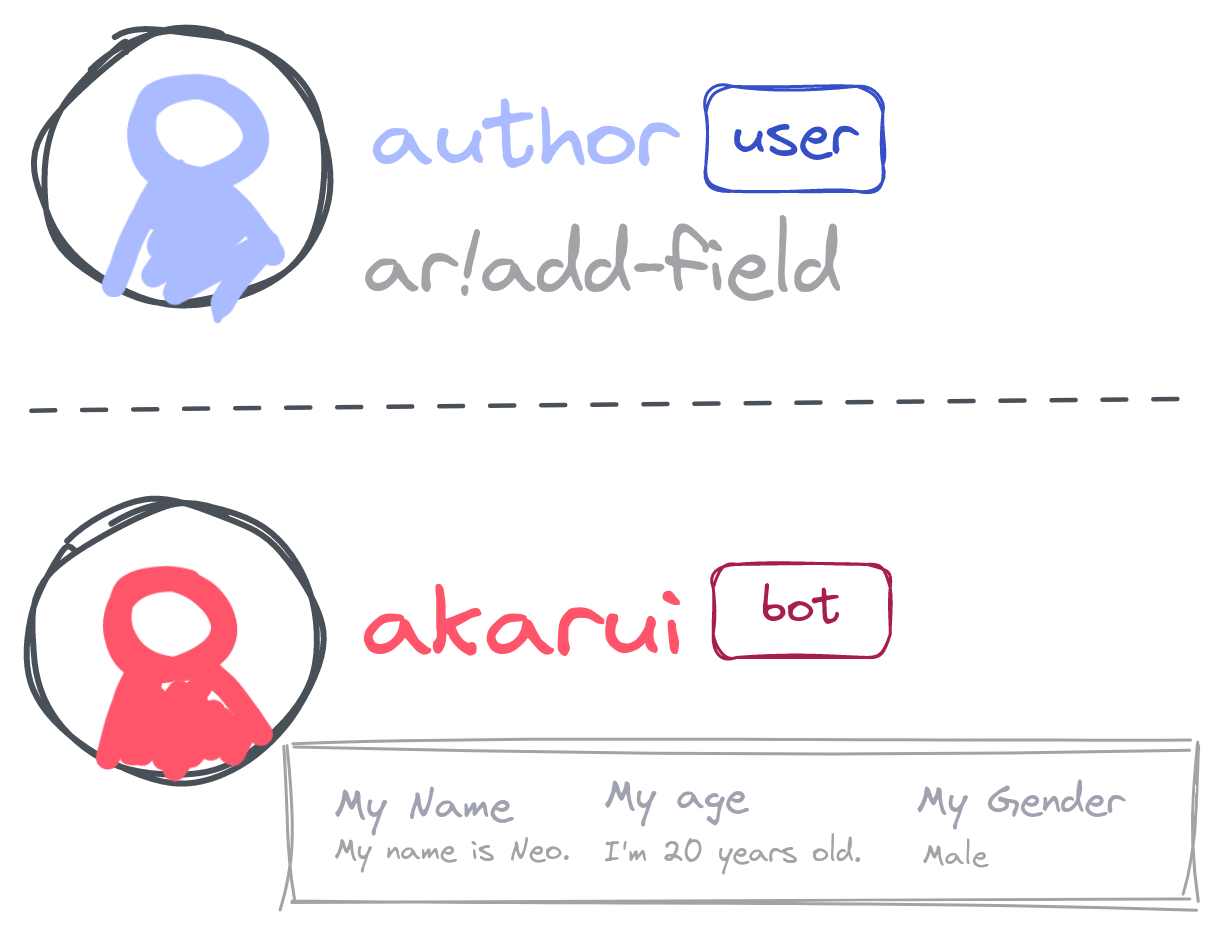 author user
ar!add-field
akarui bot
My Name My age My Gender
My name is Neo. I'm 20 years old. Male